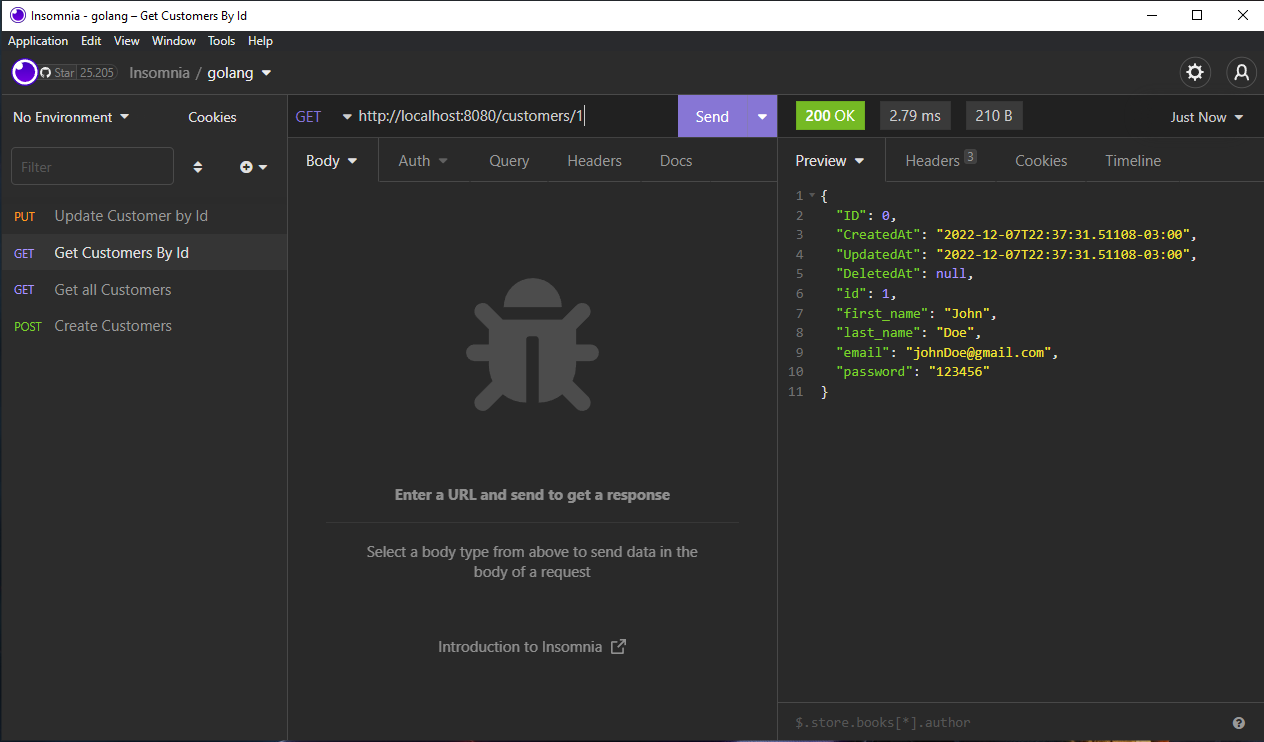 Insomnia - golang – Get Customers By Id
Application Edit View Window Tools Help
Star 25.205 Insomnia / golang
No Environment Cookies
Filter
PUT Update Customer by Id
GET Get Customers By Id
GET Get all Customers
POST Create Customers
GET http://localhost:8080/customers/1 Send
Body Auth Query Headers Docs
Enter a URL and send to get a response
Select a body type from above to send data in the
body of a request
Introduction to Insomnia
200 OK 2.79 ms 210 B Just Now
Preview Headers 3 Cookies Timeline
1 {
2 "ID": 0,
3 "CreatedAt": "2022-12-07T22:37:31.51108-03:00",
4 "UpdatedAt": "2022-12-07T22:37:31.51108-03:00",
5 "DeletedAt": null,
6 "id": 1,
7 "first_name": "John",
8 "last_name": "Doe",
9 "email": "johnDoe@gmail.com",
10 "password": "123456"
11 }
$.store.books[*].author